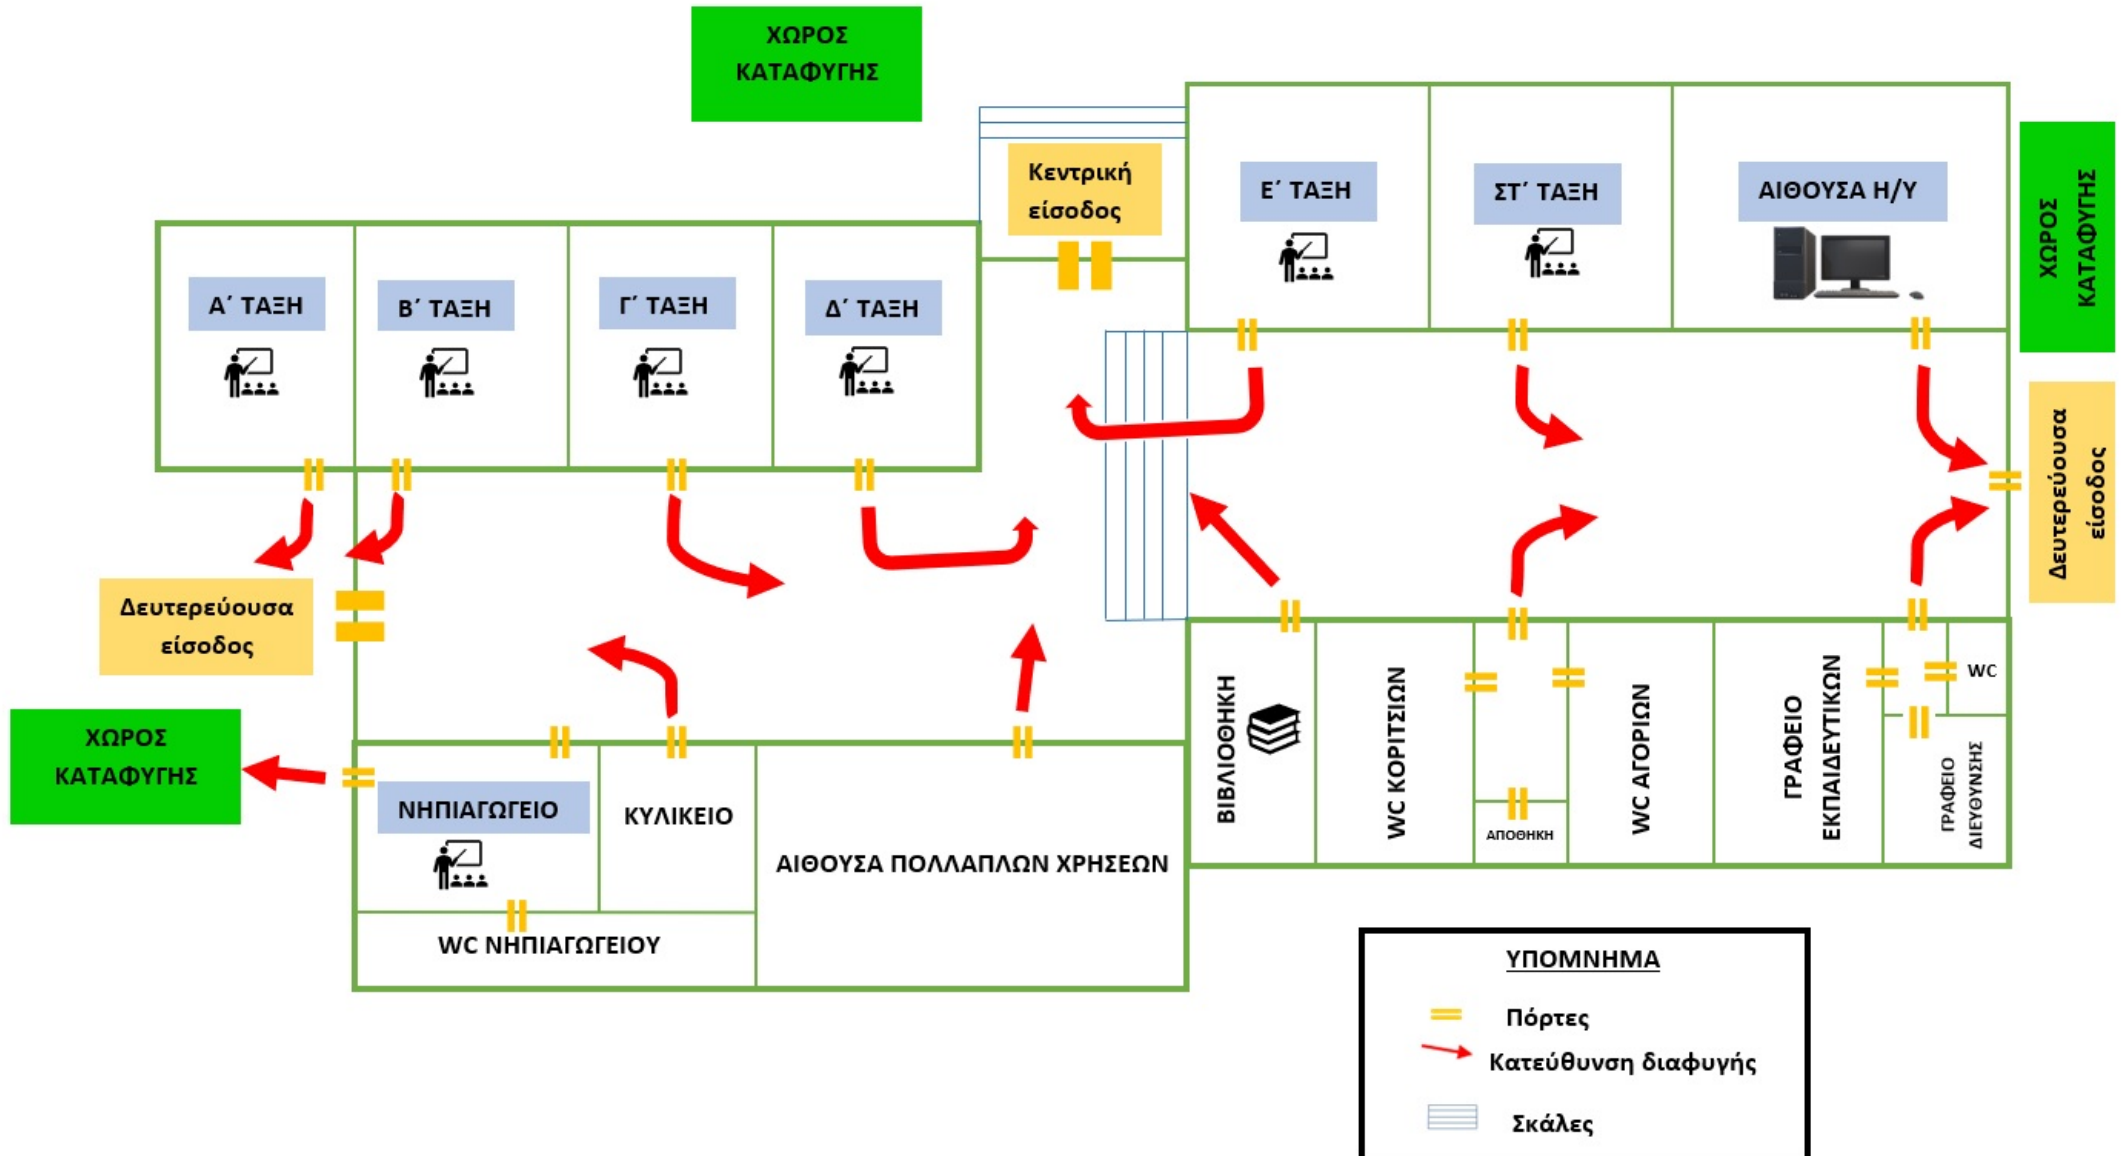 ΧΩΡΟΣ
ΚΑΤΑΦΥΓΗΣ
Κεντρική
είσοδος
Ε΄ ΤΑΞΗ
ΣΤ΄ ΤΑΞΗ
ΑΙΘΟΥΣΑ Η/Υ
ΧΩΡΟΣ
ΚΑΤΑΦΥΓΗΣ
Α΄ ΤΑΞΗ
Β΄ ΤΑΞΗ
Γ΄ ΤΑΞΗ
Δ΄ ΤΑΞΗ
Δευτερεύουσα
είσοδος
Δευτερεύουσα
είσοδος
ΧΩΡΟΣ
ΚΑΤΑΦΥΓΗΣ
ΝΗΠΙΑΓΩΓΕΙΟ
ΚΥΛΙΚΕΙΟ
ΑΙΘΟΥΣΑ ΠΟΛΛΑΠΛΩΝ ΧΡΗΣΕΩΝ
WC ΝΗΠΙΑΓΩΓΕΙΟΥ
ΒΙΒΛΙΟΘΗΚΗ
WC ΚΟΡΙΤΣΙΩΝ
ΑΠΟΘΗΚΗ
WC ΑΓΟΡΙΩΝ
ΓΡΑΦΕΙΟ
ΕΚΠΑΙΔΕΥΤΙΚΩΝ
WC
ΓΡΑΦΕΙΟ
ΔΙΕΥΘΥΝΣΗΣ
ΥΠΟΜΝΗΜΑ
Πόρτες
Κατεύθυνση διαφυγής
Σκάλες